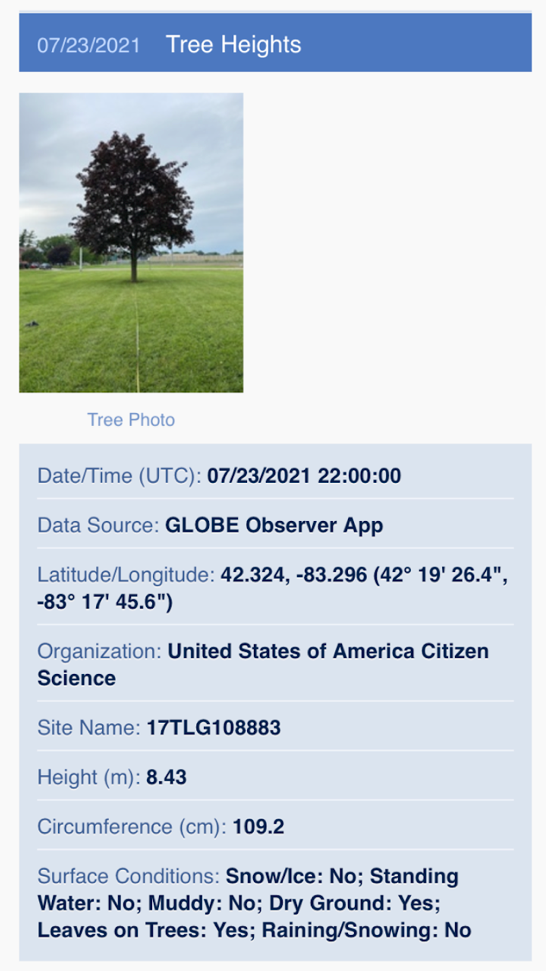 07/23/2021 Tree Heights
Tree Photo
Date/Time (UTC): 07/23/2021 22:00:00
Data Source: GLOBE Observer App
Latitude/Longitude: 42.324, -83.296 (42° 19' 26.4",
-83° 17' 45.6")
Organization: United States of America Citizen
Science
Site Name: 17TLG108883
Height (m): 8.43
Circumference (cm): 109.2
Surface Conditions: Snow/Ice: No; Standing
Water: No; Muddy: No; Dry Ground: Yes;
Leaves on Trees: Yes; Raining/Snowing: No